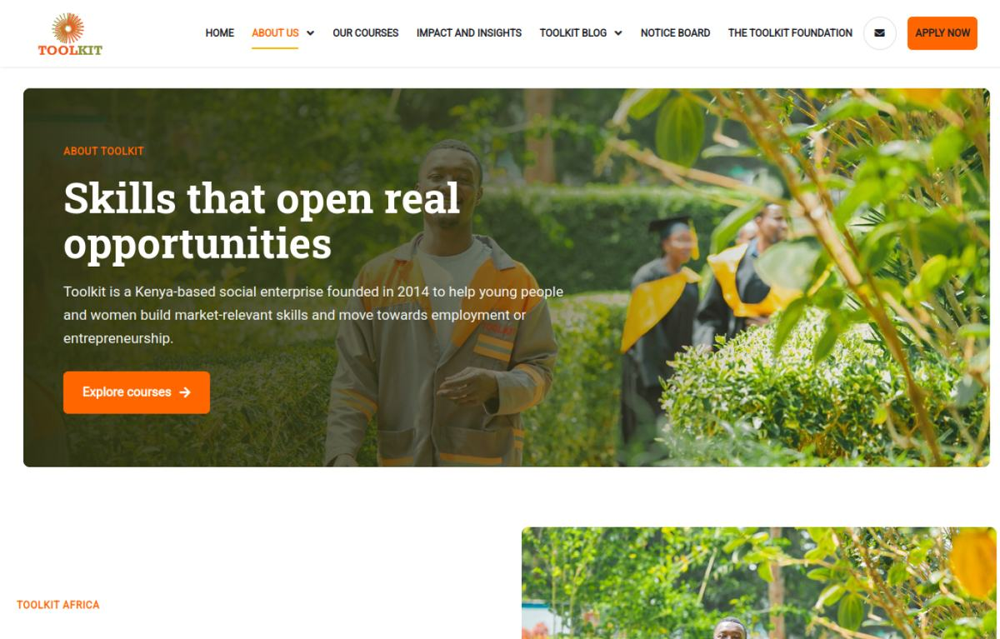 TOOLKIT
HOME
ABOUT US
OUR COURSES
IMPACT AND INSIGHTS
TOOLKIT BLOG
NOTICE BOARD
THE TOOLKIT FOUNDATION
APPLY NOW
ABOUT TOOLKIT
Skills that open real
opportunities
Toolkit is a Kenya-based social enterprise founded in 2014 to help young people
and women build market-relevant skills and move towards employment or
entrepreneurship.
Explore courses
TOOLKIT AFRICA